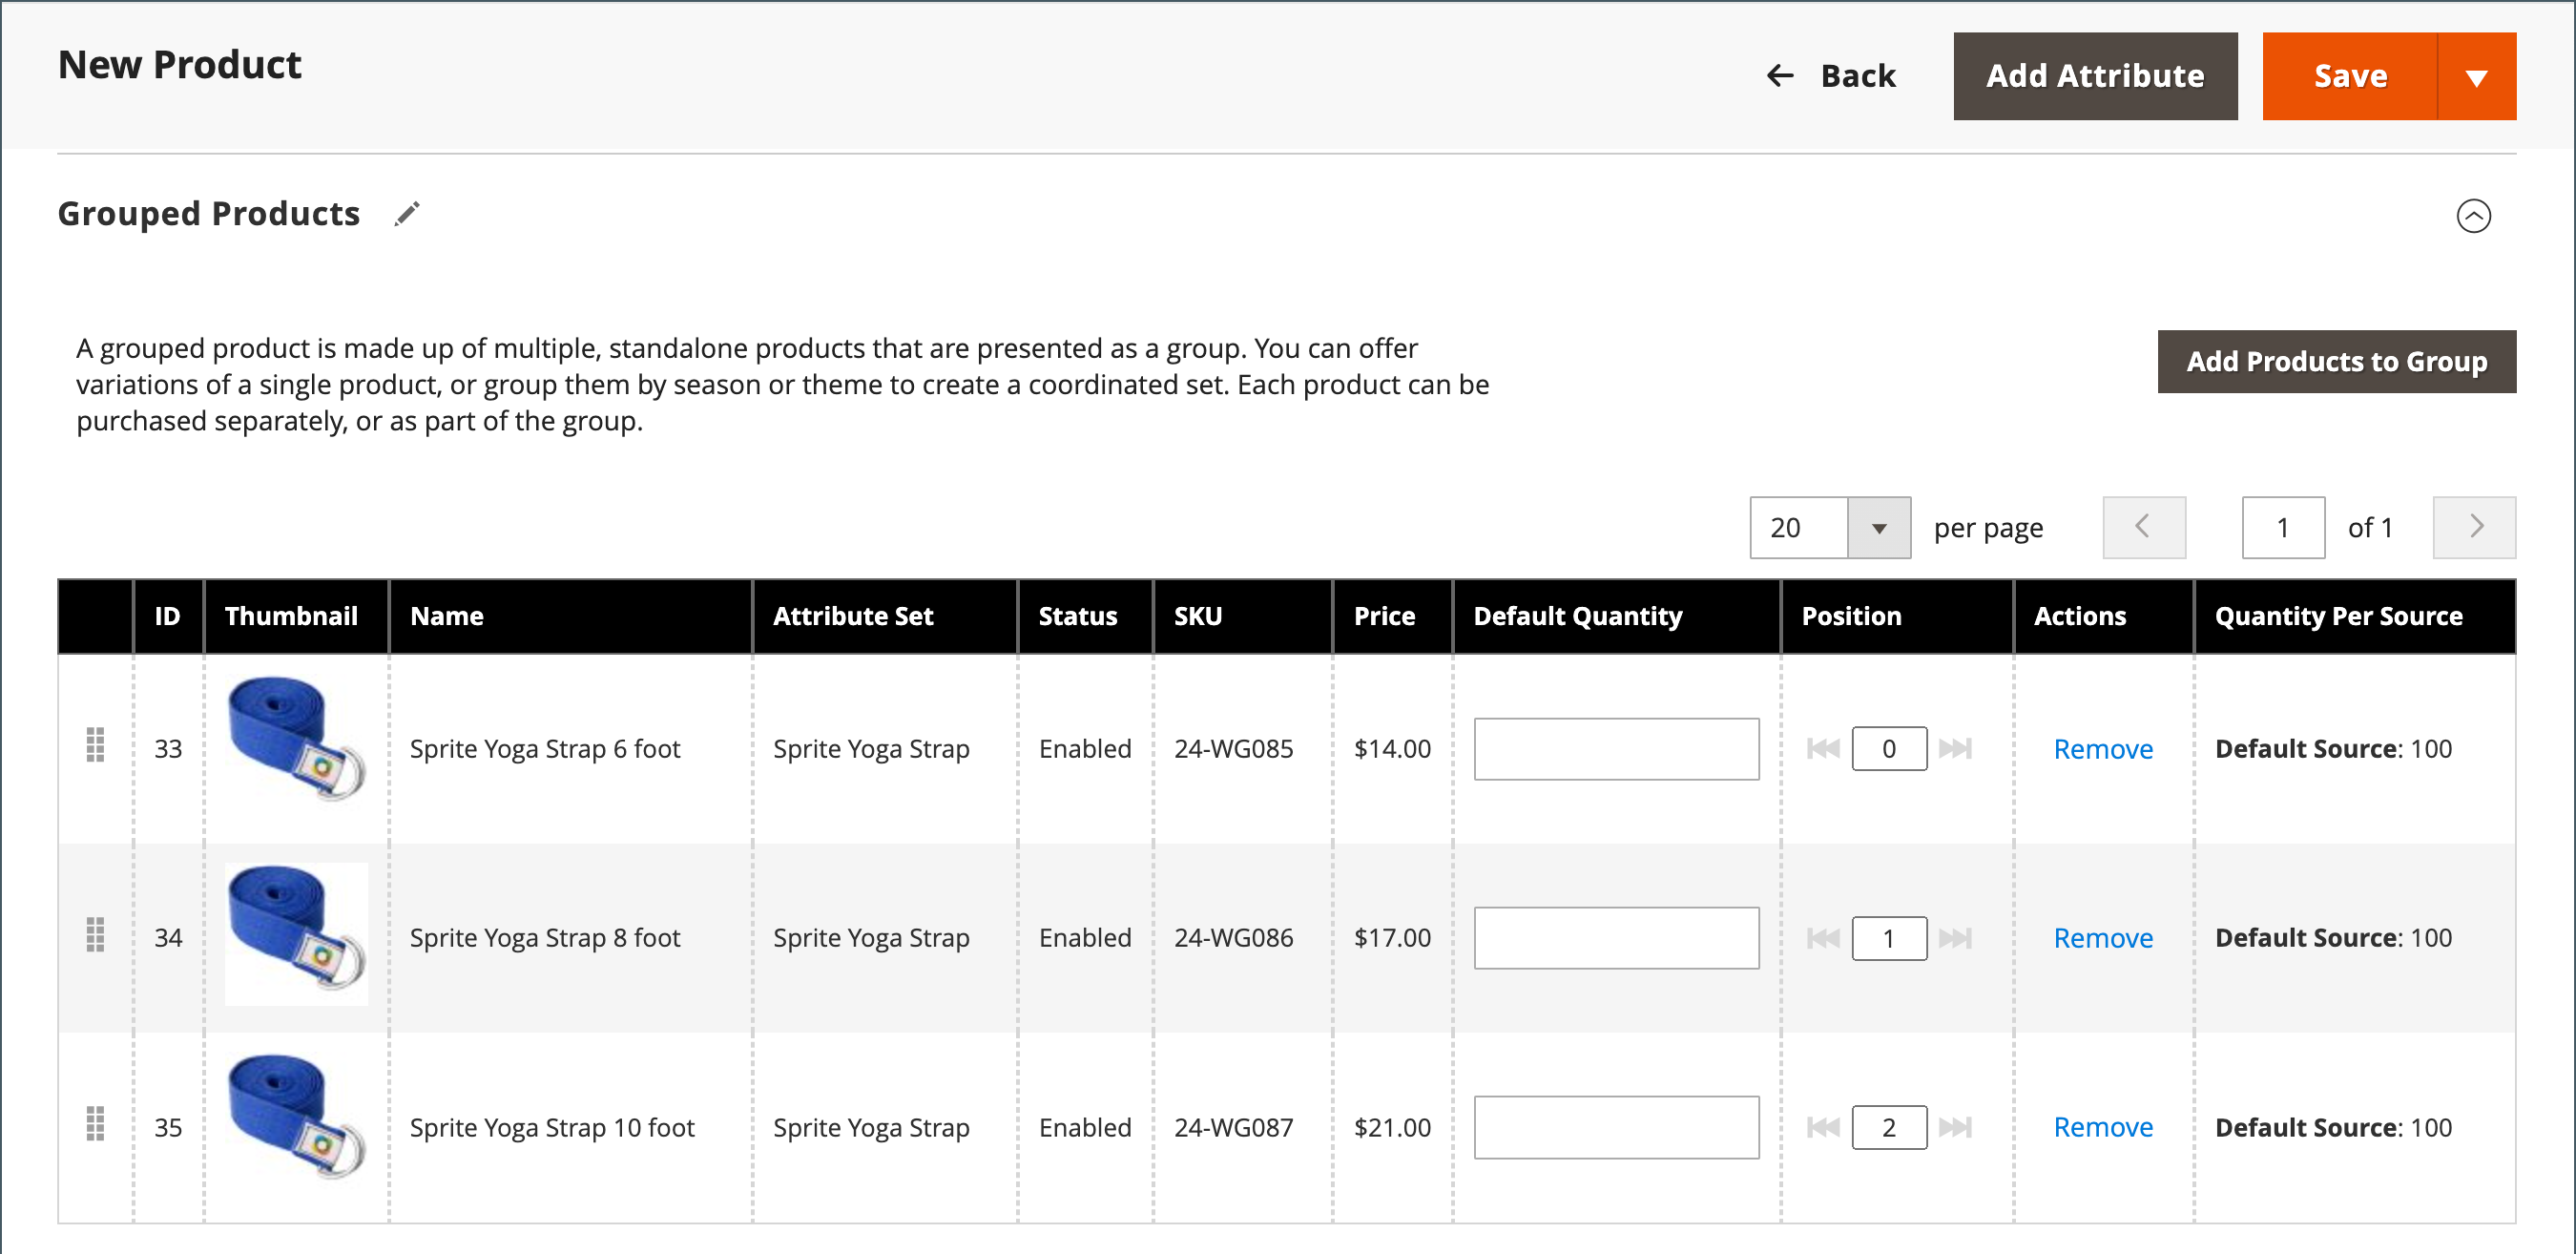 New Product
Back
Add Attribute
Save
Grouped Products
A grouped product is made up of multiple, standalone products that are presented as a group. You can offer
variations of a single product, or group them by season or theme to create a coordinated set. Each product can be
purchased separately, or as part of the group.
Add Products to Group
20 per page 1 of 1
ID Thumbnail Name Attribute Set Status SKU Price Default Quantity Position Actions Quantity Per Source
33 Sprite Yoga Strap 6 foot Sprite Yoga Strap Enabled 24-WG085 $14.00 0 Remove Default Source: 100
34 Sprite Yoga Strap 8 foot Sprite Yoga Strap Enabled 24-WG086 $17.00 1 Remove Default Source: 100
35 Sprite Yoga Strap 10 foot Sprite Yoga Strap Enabled 24-WG087 $21.00 2 Remove Default Source: 100